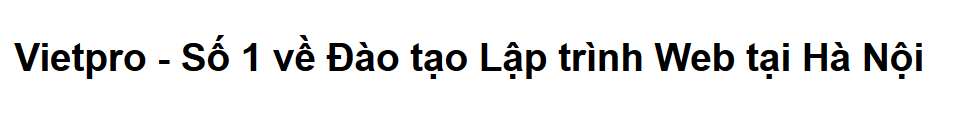 Vietpro - Số 1 về Đào tạo Lập trình Web tại Hà Nội